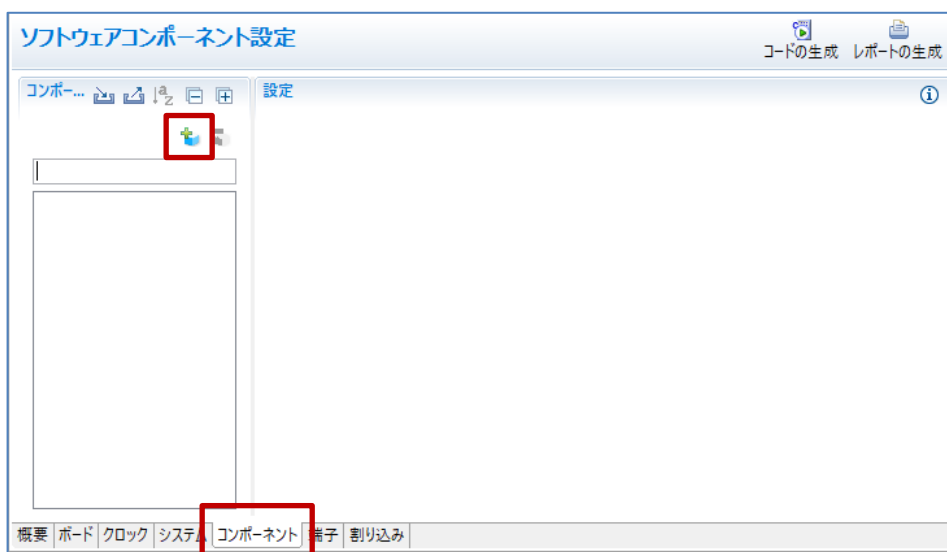 ソフトウェアコンポーネント設定
コードの生成 レポートの生成
コンポー... 設定
概要 ボード クロック システム コンポーネント 端子 割り込み